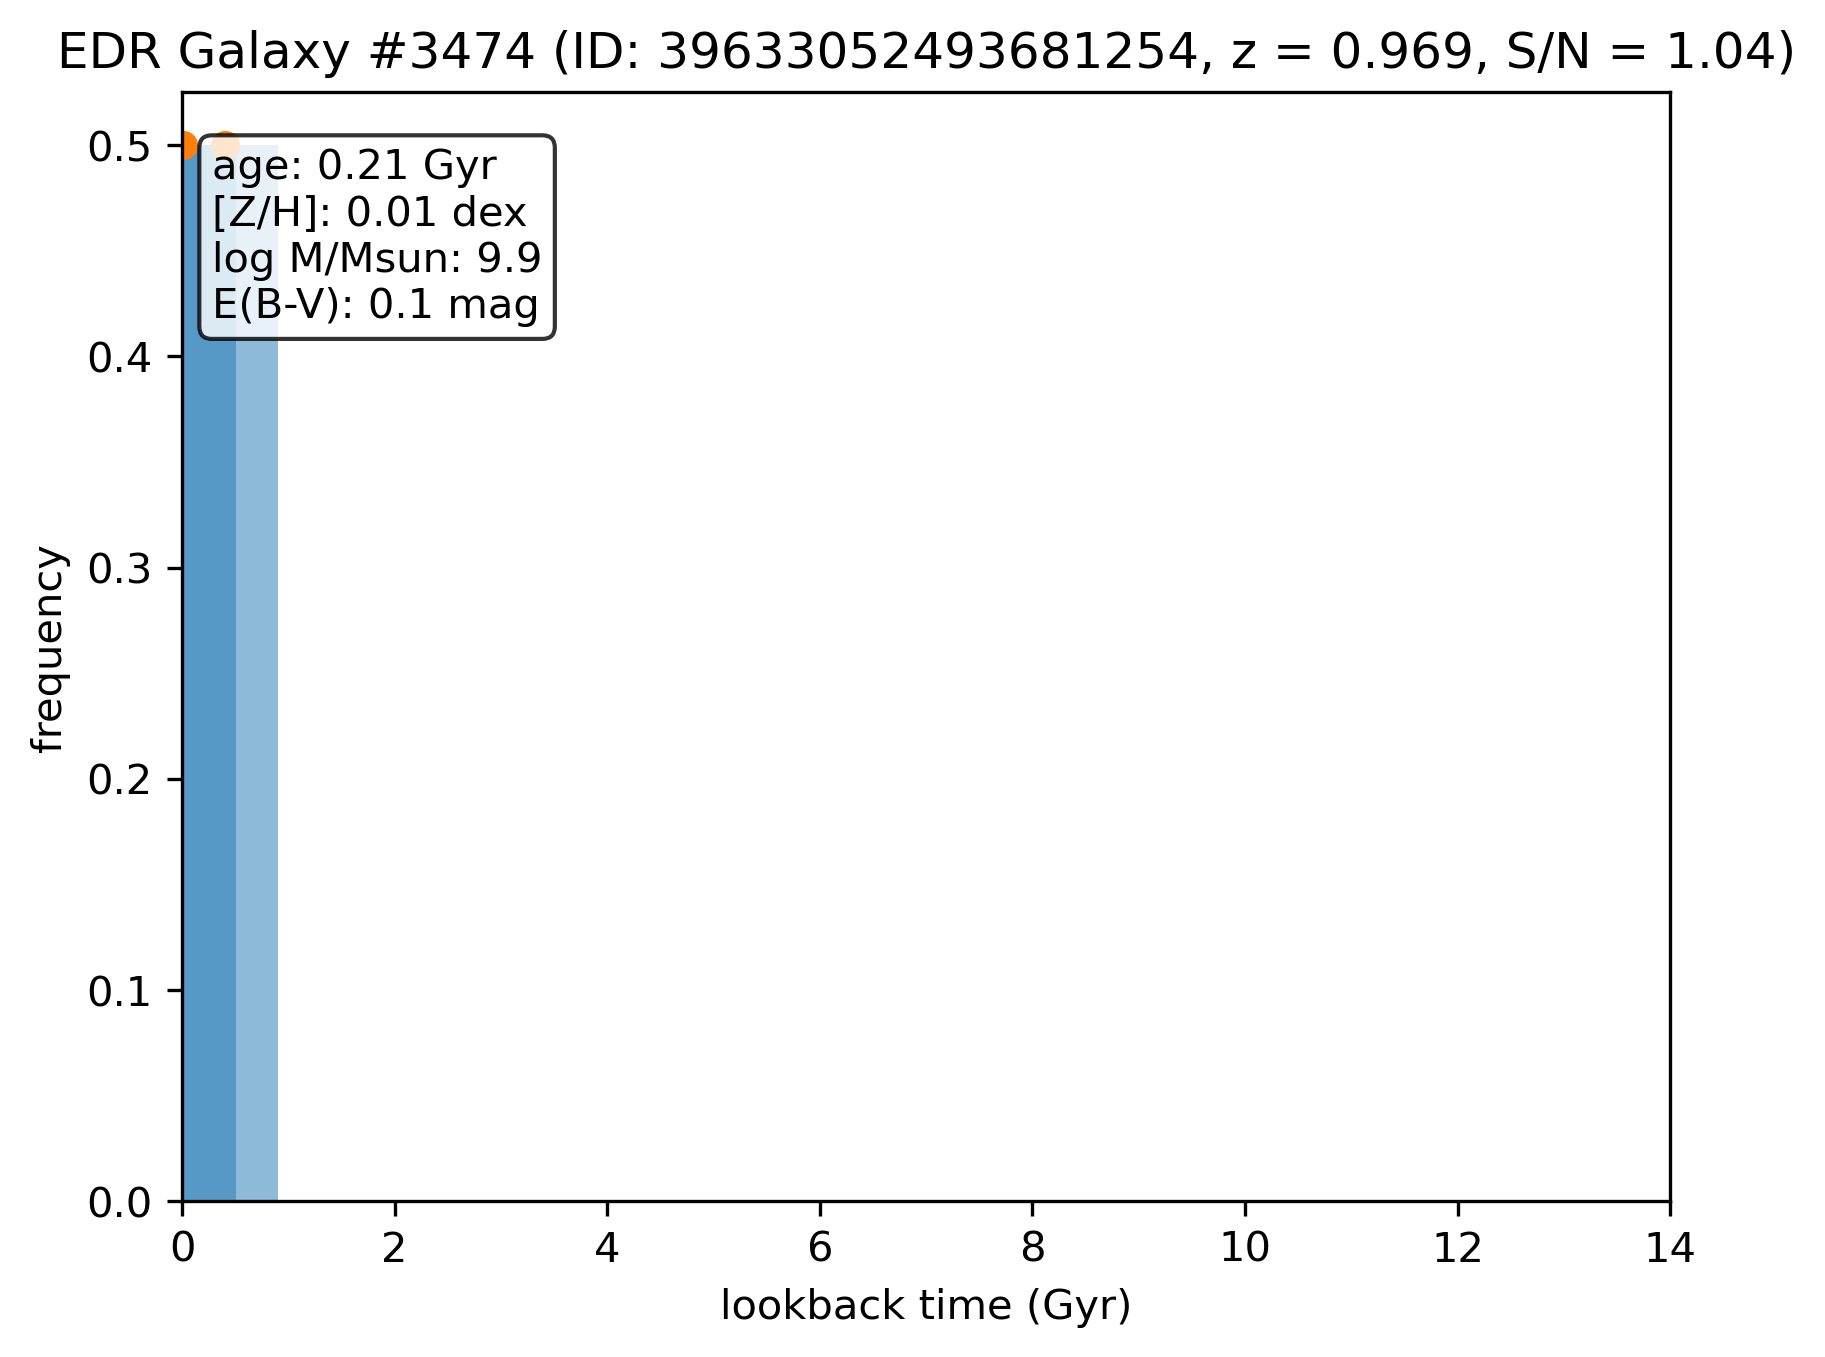 EDR Galaxy #3474 (ID: 39633052493681254, z = 0.969, S/N = 1.04)
age: 0.21 Gyr
[Z/H]: 0.01 dex
log M/Msun: 9.9
E(B-V): 0.1 mag
frequency
0.5
0.4
0.3
0.2
0.1
0.0
0 2 4 6 8 10 12 14
lookback time (Gyr)